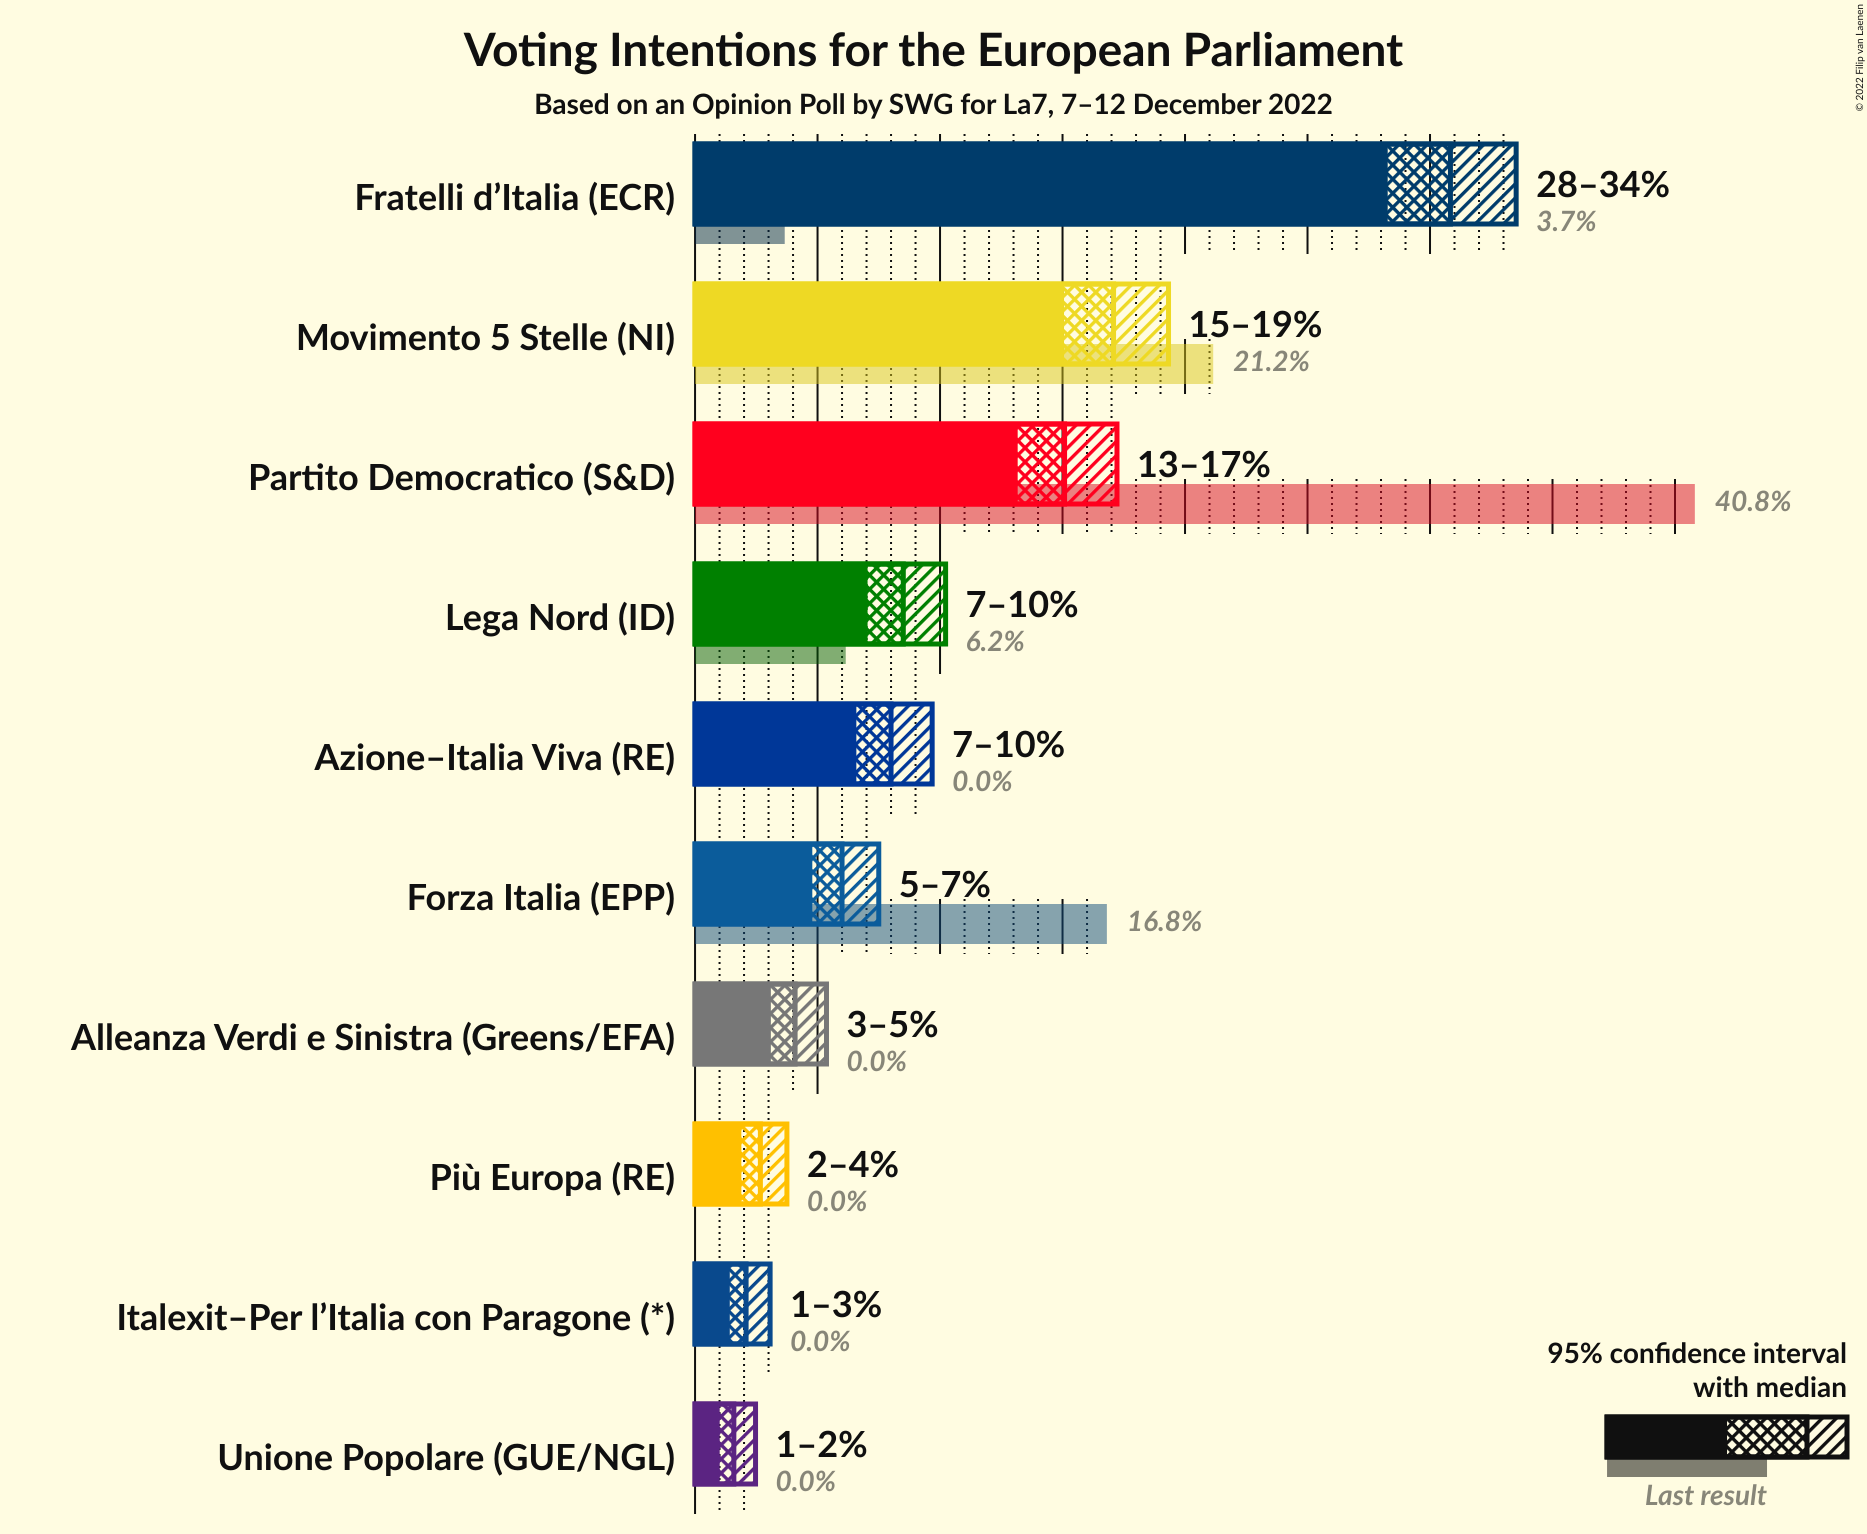 Voting Intentions for the European Parliament
Based on an Opinion Poll by SWG for La7, 7–12 December 2022
© 2022 Filip van Laenen
Fratelli d’Italia (ECR)
28–34%
3.7%
Movimento 5 Stelle (NI)
15–19%
21.2%
Partito Democratico (S&D)
13–17%
40.8%
Lega Nord (ID)
7–10%
6.2%
Azione–Italia Viva (RE)
7–10%
0.0%
Forza Italia (EPP)
5–7%
16.8%
Alleanza Verdi e Sinistra (Greens/EFA)
3–5%
0.0%
Più Europa (RE)
2–4%
0.0%
Italexit–Per l’Italia con Paragone (*)
1–3%
0.0%
Unione Popolare (GUE/NGL)
1–2%
0.0%
95% confidence interval
with median
Last result